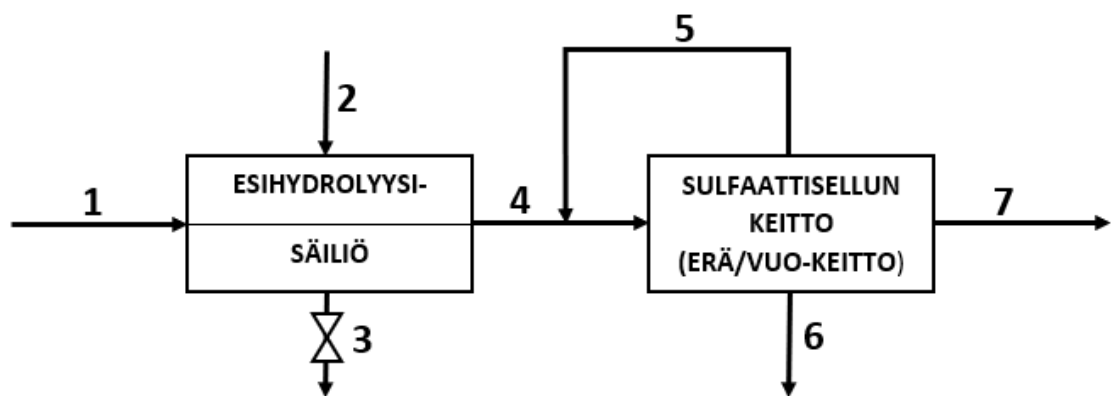 5
2
ESIHYDROLYYSI-
SÄILIÖ
SULFAATTISELLUN
KEITTO
(ERÄ/VUO-KEITTO)
1
4
7
3
6